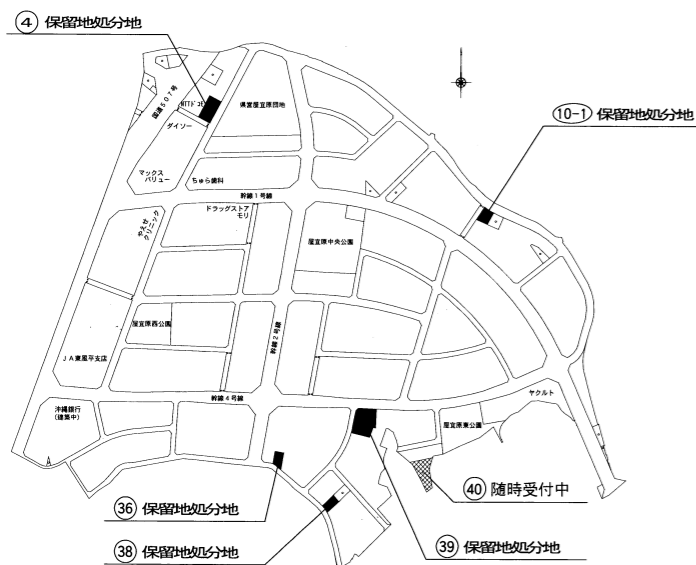 ④ 保留地処分地
国道507号
NTTドコモ
県営屋宜原団地
ダイソー
⑩-1 保留地処分地
マックス
バリュー
ちゅら歯科
幹線1号線
ドラッグストア
モリ
やえせ
クリニック
屋宜原中央公園
屋宜原西公園
幹線2号線
JA東風平支店
幹線4号線
ヤクルト
沖縄銀行
(建築中)
屋宜原東公園
㊵ 随時受付中
㊱ 保留地処分地
㊳ 保留地処分地
㊴ 保留地処分地